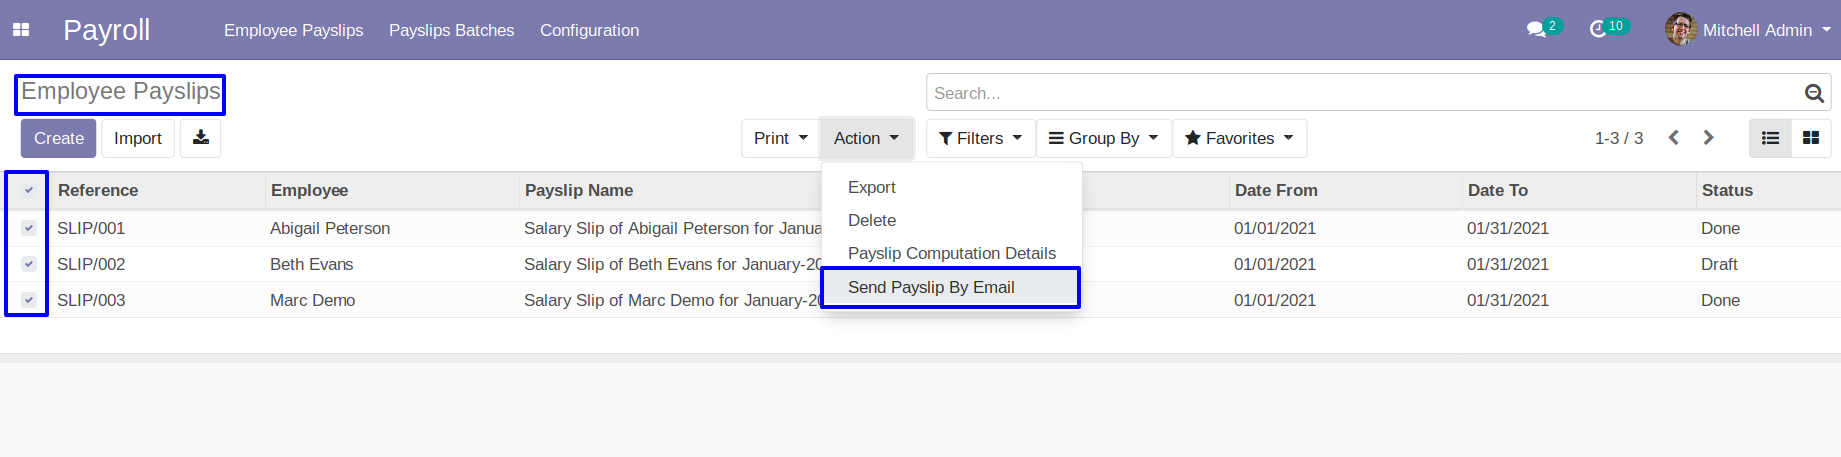 Payroll Employee Payslips Payslips Batches Configuration 2 10 Mitchell Admin
Employee Payslips Search...
Create Import Print Action Filters Group By Favorites 1-3 / 3
Reference Employee Payslip Name Date From Date To Status
SLIP/001 Abigail Peterson Salary Slip of Abigail Peterson for Janua 01/01/2021 01/31/2021 Done
SLIP/002 Beth Evans Salary Slip of Beth Evans for January-20 01/01/2021 01/31/2021 Draft
SLIP/003 Marc Demo Salary Slip of Marc Demo for January-20 01/01/2021 01/31/2021 Done
Export
Delete
Payslip Computation Details
Send Payslip By Email